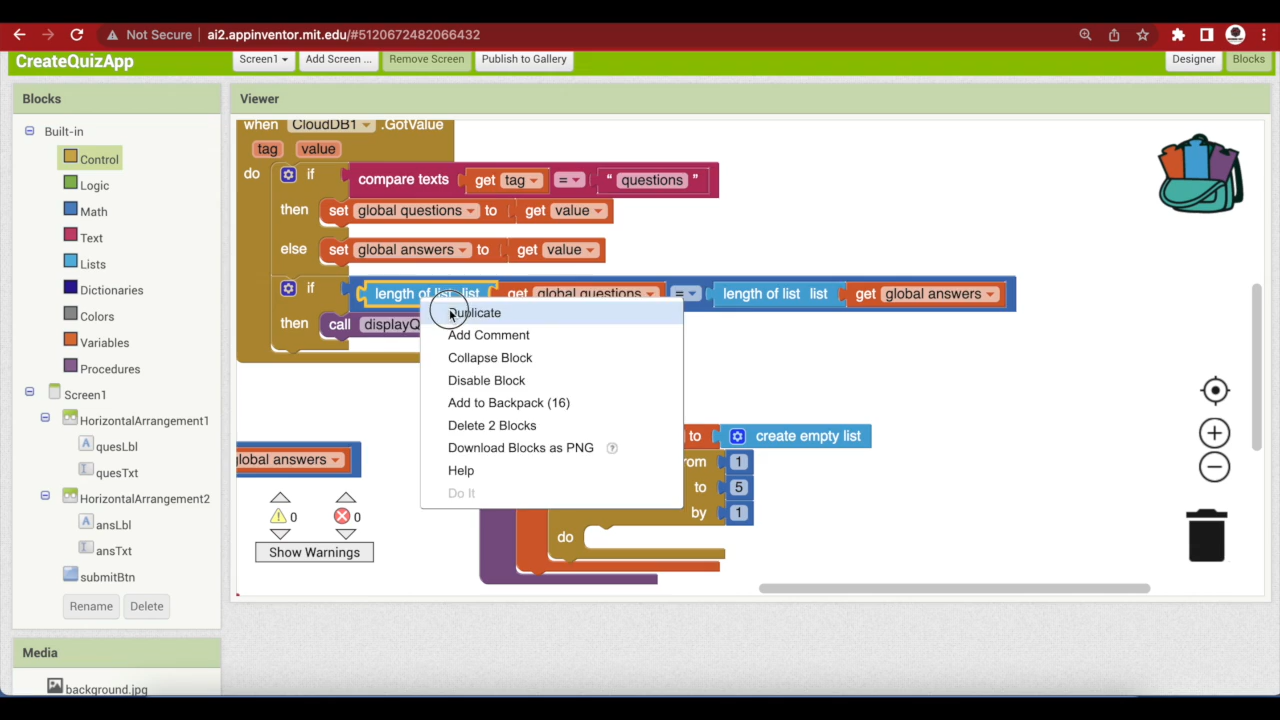 Not Secure ai2.appinventor.mit.edu/#5120672482066432
CreateQuizApp Screen1 Add Screen ... Remove Screen Publish to Gallery Designer Blocks
Blocks
Built-in
Control
Logic
Math
Text
Lists
Dictionaries
Colors
Variables
Procedures
Screen1
HorizontalArrangement1
quesLbl
quesTxt
HorizontalArrangement2
ansLbl
ansTxt
submitBtn
Rename Delete
Media
background.jpg
Viewer
when CloudDB1 .GotValue
tag value
do if compare texts get tag = “ questions ”
then set global questions to get value
else set global answers to get value
if length of list list get global questions = length of list list get global answers
then call
Duplicate
Add Comment
Collapse Block
Disable Block
Add to Backpack (16)
Delete 2 Blocks
Download Blocks as PNG ?
Help
Do It
to create empty list
1
to 5
by 1
do
answers
0 0
Show Warnings